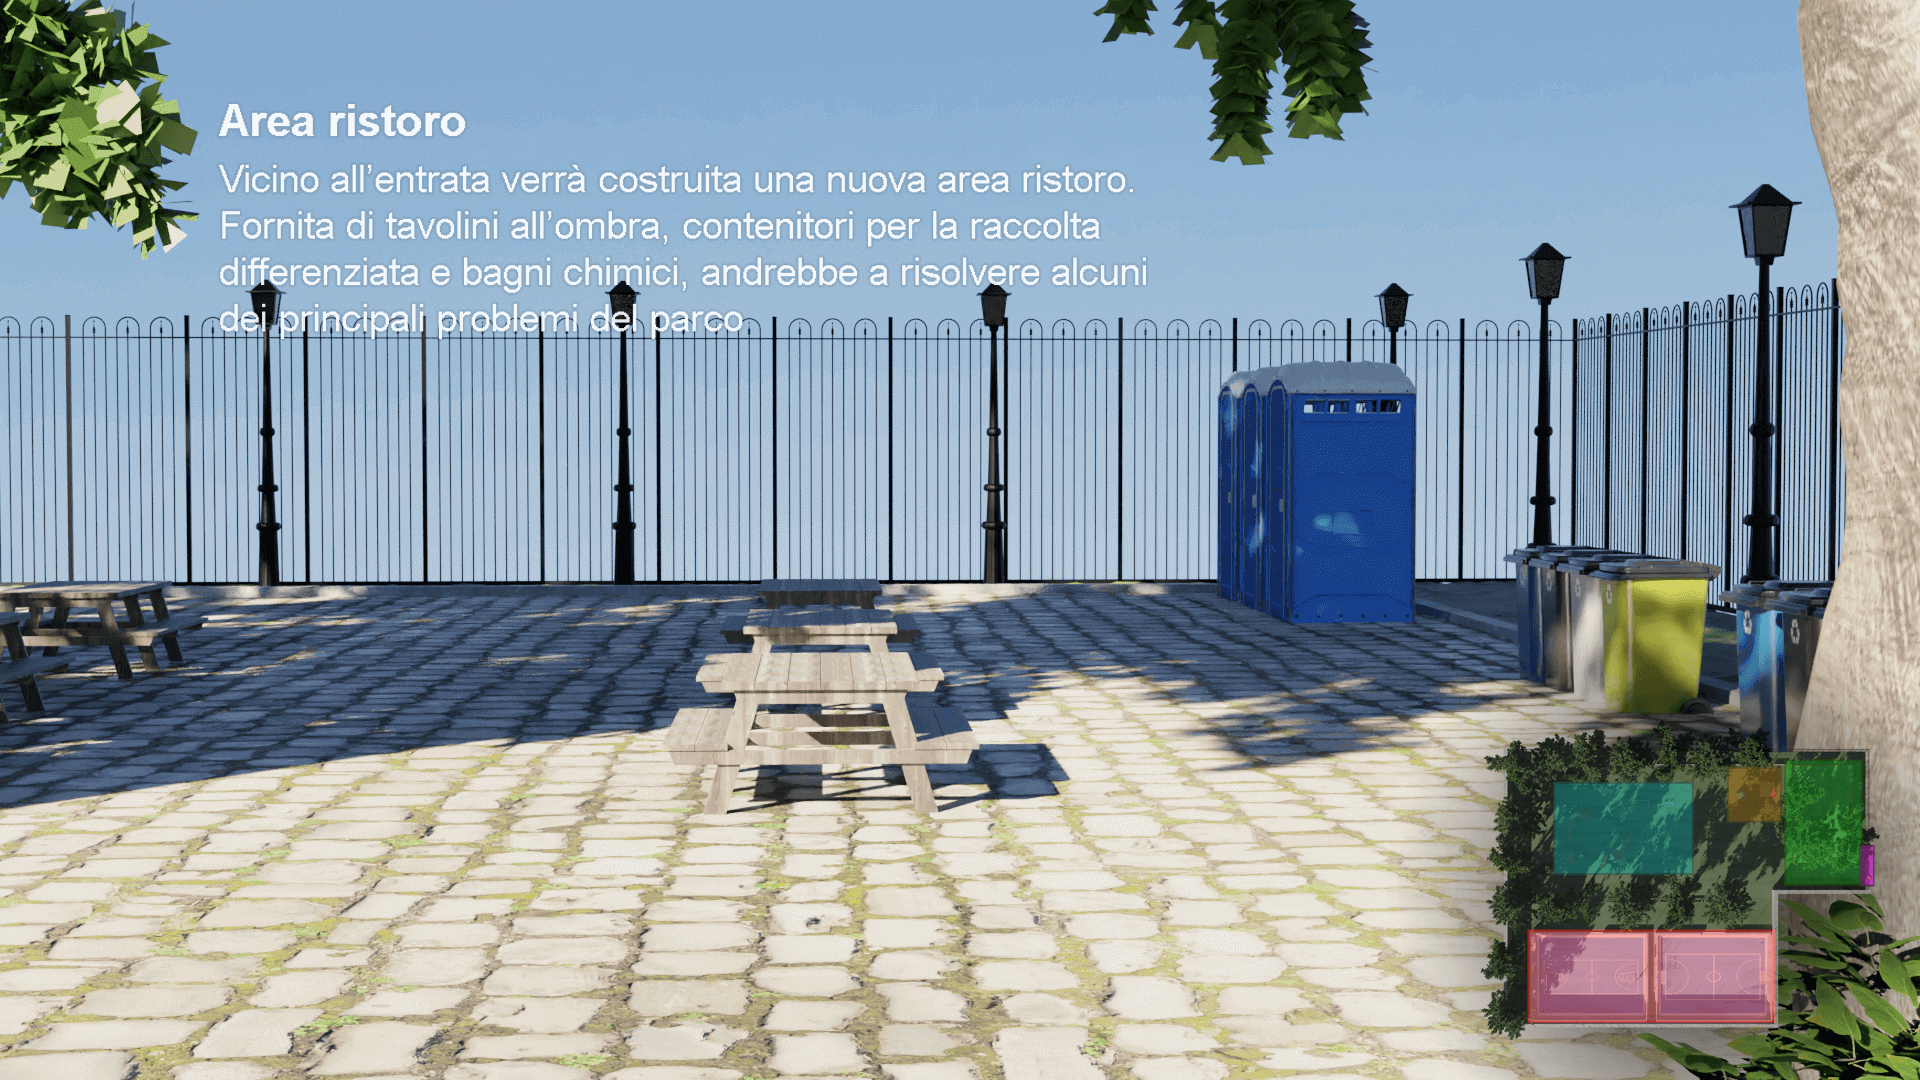 Area ristoro
Vicino all’entrata verrà costruita una nuova area ristoro.
Fornita di tavolini all’ombra, contenitori per la raccolta
differenziata e bagni chimici, andrebbe a risolvere alcuni
dei principali problemi del parco